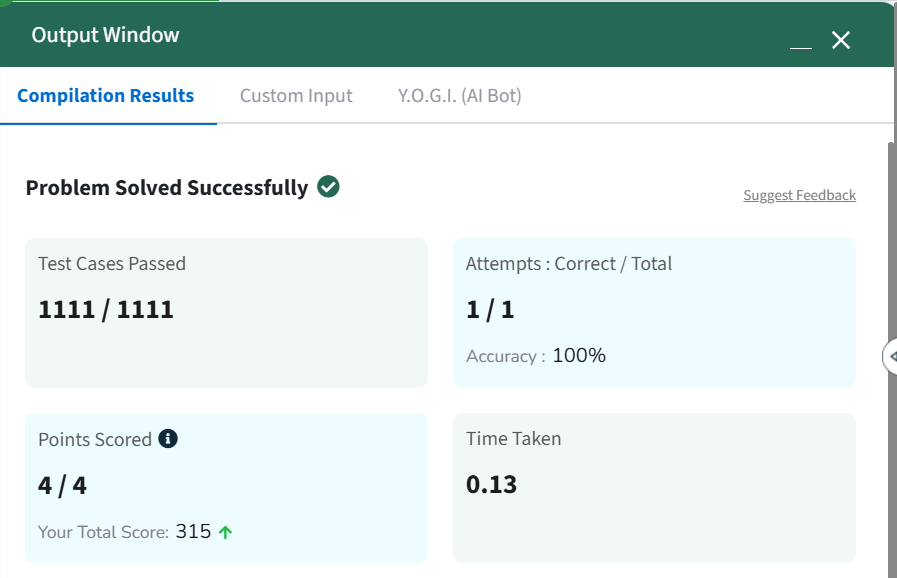 Output Window
Compilation Results
Custom Input
Y.O.G.I. (AI Bot)
Problem Solved Successfully
Suggest Feedback
Test Cases Passed
1111 / 1111
Attempts : Correct / Total
1 / 1
Accuracy : 100%
Points Scored
4 / 4
Your Total Score: 315
Time Taken
0.13